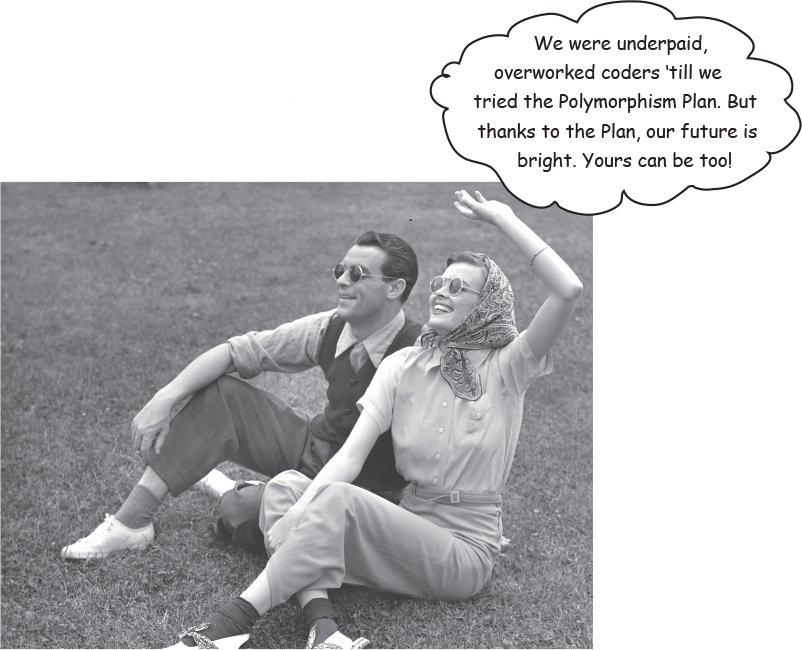 We were underpaid,
overworked coders ‘till we
tried the Polymorphism Plan. But
thanks to the Plan, our future is
bright. Yours can be too!